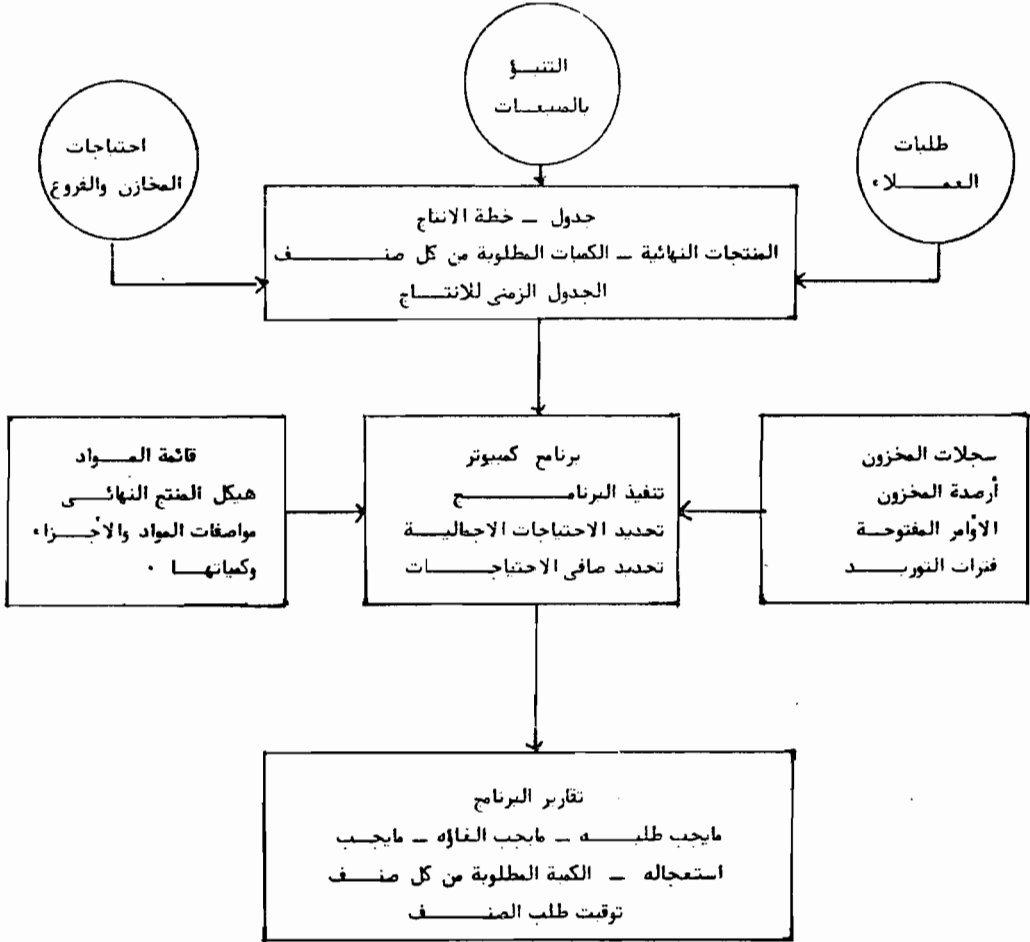 التنبؤ
بالمبيعات
طلبات
العملاء
احتياجات
المخازن والفروع
جدول – خطة الانتاج
المنتجات النهائية – الكميات المطلوبة من كل صنف
الجدول الزمنى للانتاج
سجلات المخزون
أرصدة المخزون
الأوامر المفتوحة
فترات التوريد
برنامج كمبيوتر
تنفيذ البرنامج
تحديد الاحتياجات الاجمالية
تحديد صافى الاحتياجات
قائمة المواد
هيكل المنتج النهائى
مواصفات المواد والأجزاء
وكمياتها .
تقارير البرنامج
مايجب طلبه – مايجب الغاؤه – مايجب
استعجاله – الكمية المطلوبة من كل صنف
توقيت طلب الصنف